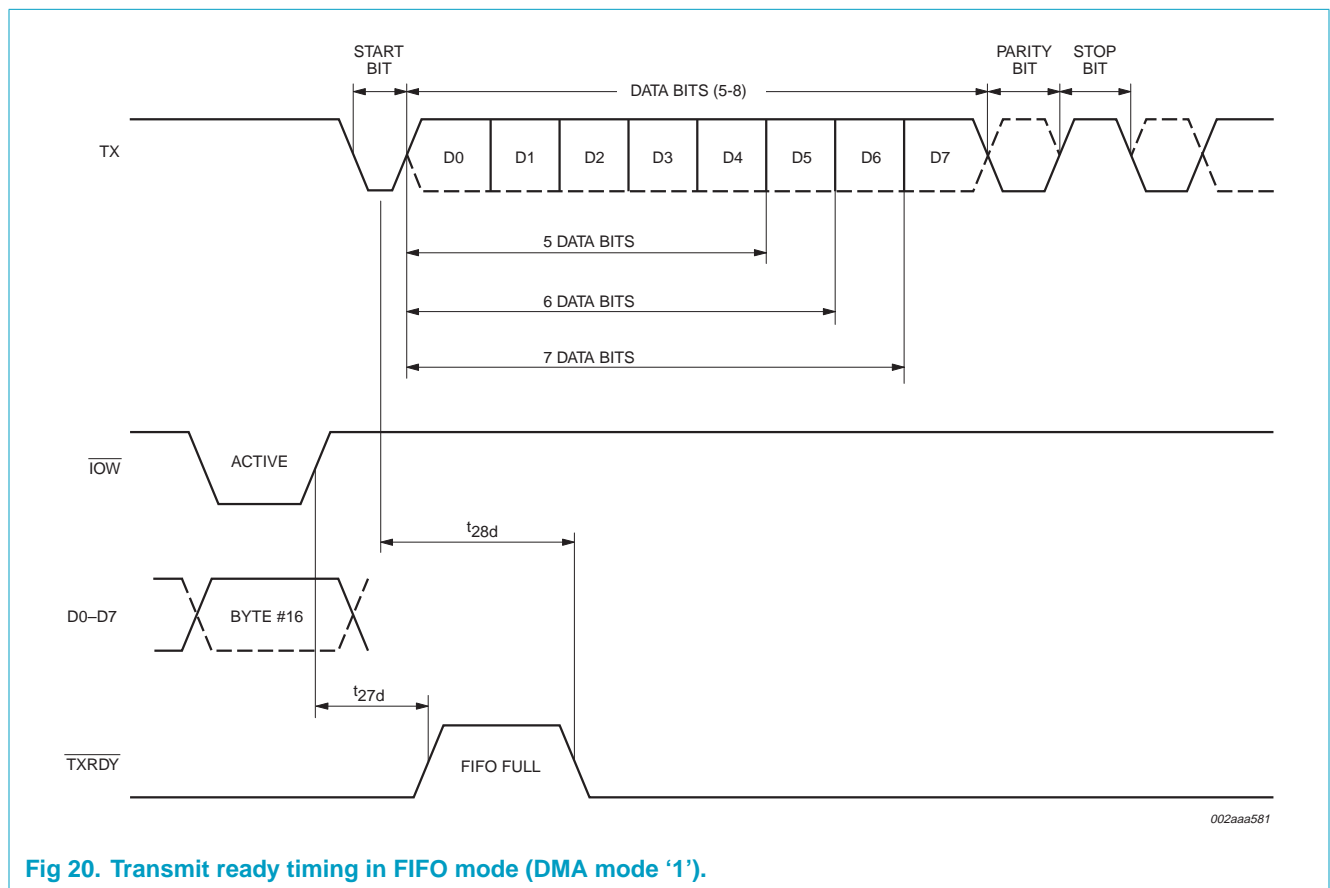 START
BIT
PARITY
BIT
STOP
BIT
DATA BITS (5-8)
TX
D0
D1
D2
D3
D4
D5
D6
D7
5 DATA BITS
6 DATA BITS
7 DATA BITS
IOW
ACTIVE
t28d
D0–D7
BYTE #16
t27d
TXRDY
FIFO FULL
002aaa581
Fig 20. Transmit ready timing in FIFO mode (DMA mode ‘1’).